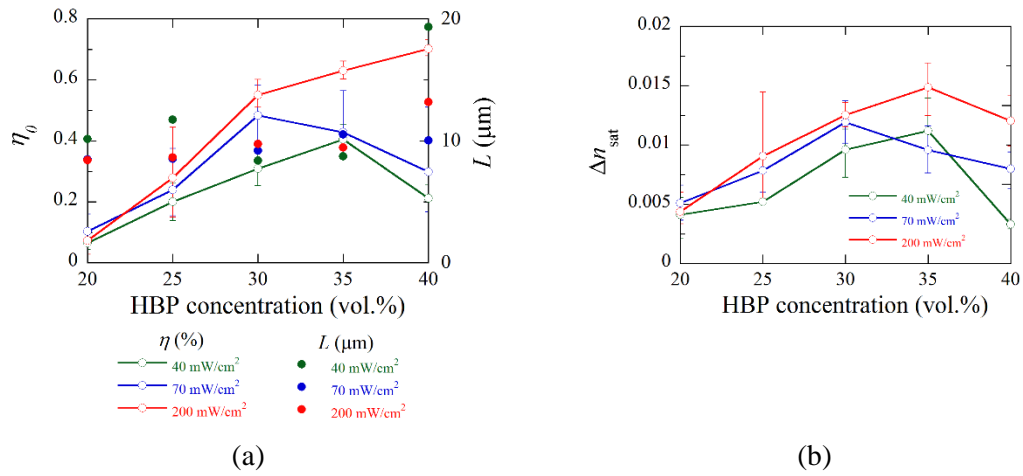 0.8
0.6
0.4
0.2
0
η₀
20
10
0
L (μm)
20 25 30 35 40
HBP concentration (vol.%)
η (%)
40 mW/cm²
70 mW/cm²
200 mW/cm²
L (μm)
40 mW/cm²
70 mW/cm²
200 mW/cm²
(a)
0.02
0.015
0.01
0.005
0
Δn sat
40 mW/cm²
70 mW/cm²
200 mW/cm²
20 25 30 35 40
HBP concentration (vol.%)
(b)